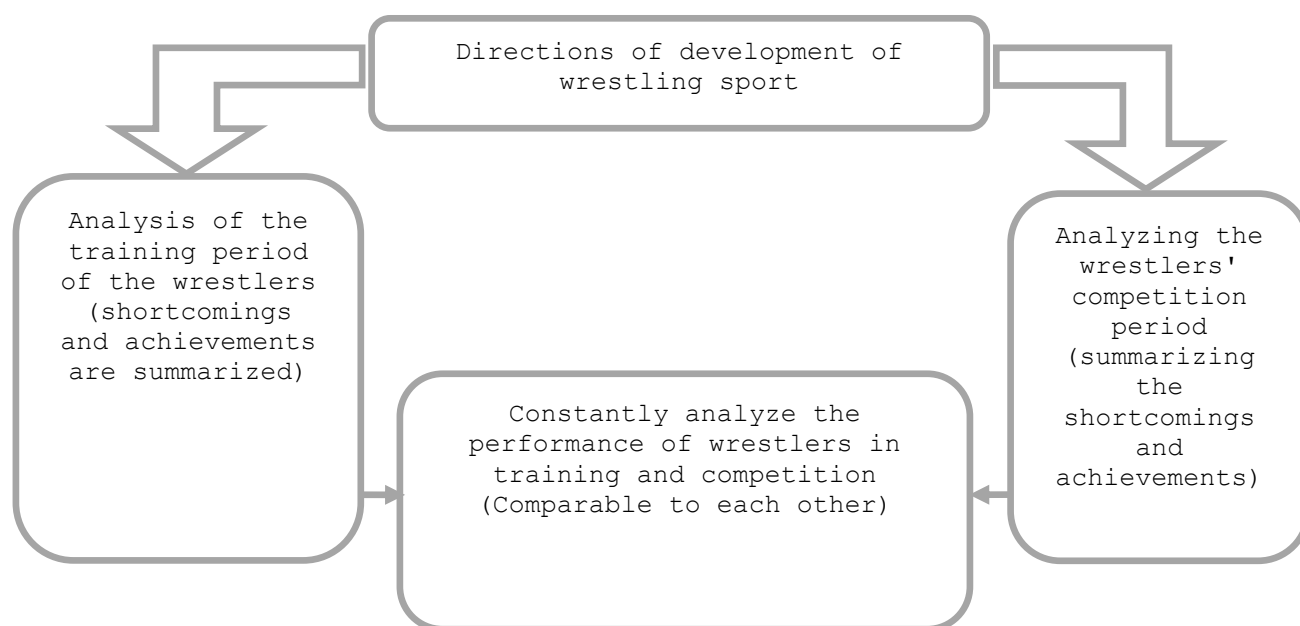 Directions of development of
wrestling sport
Analysis of the
training period
of the wrestlers
(shortcomings
and achievements
are summarized)
Analyzing the
wrestlers'
competition
period
(summarizing
the
shortcomings
and
achievements)
Constantly analyze the
performance of wrestlers in
training and competition
(Comparable to each other)